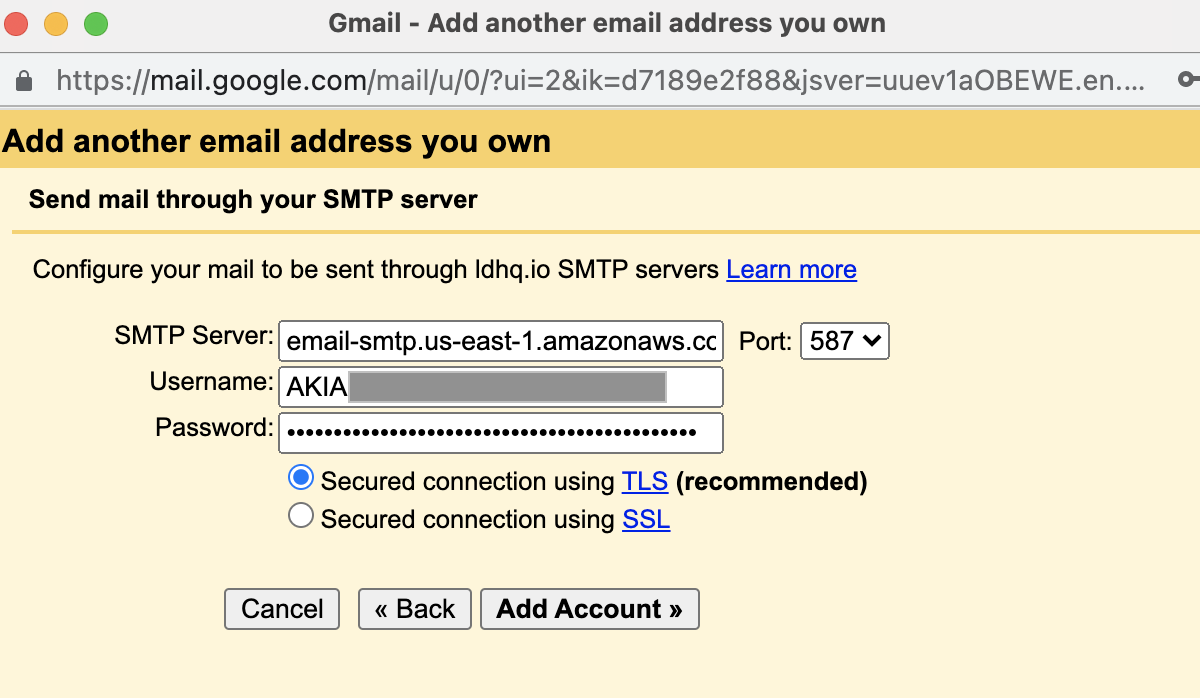 Gmail - Add another email address you own
https://mail.google.com/mail/u/0/?ui=2&ik=d7189e2f88&jsver=uuev1aOBEWE.en....
Add another email address you own
Send mail through your SMTP server
Configure your mail to be sent through ldhq.io SMTP servers Learn more
SMTP Server: email-smtp.us-east-1.amazonaws.cc Port: 587
Username: AKIA
Password: ••••••••••••••••••••••••••••••••••••••••••••
Secured connection using TLS (recommended)
Secured connection using SSL
Cancel « Back Add Account »